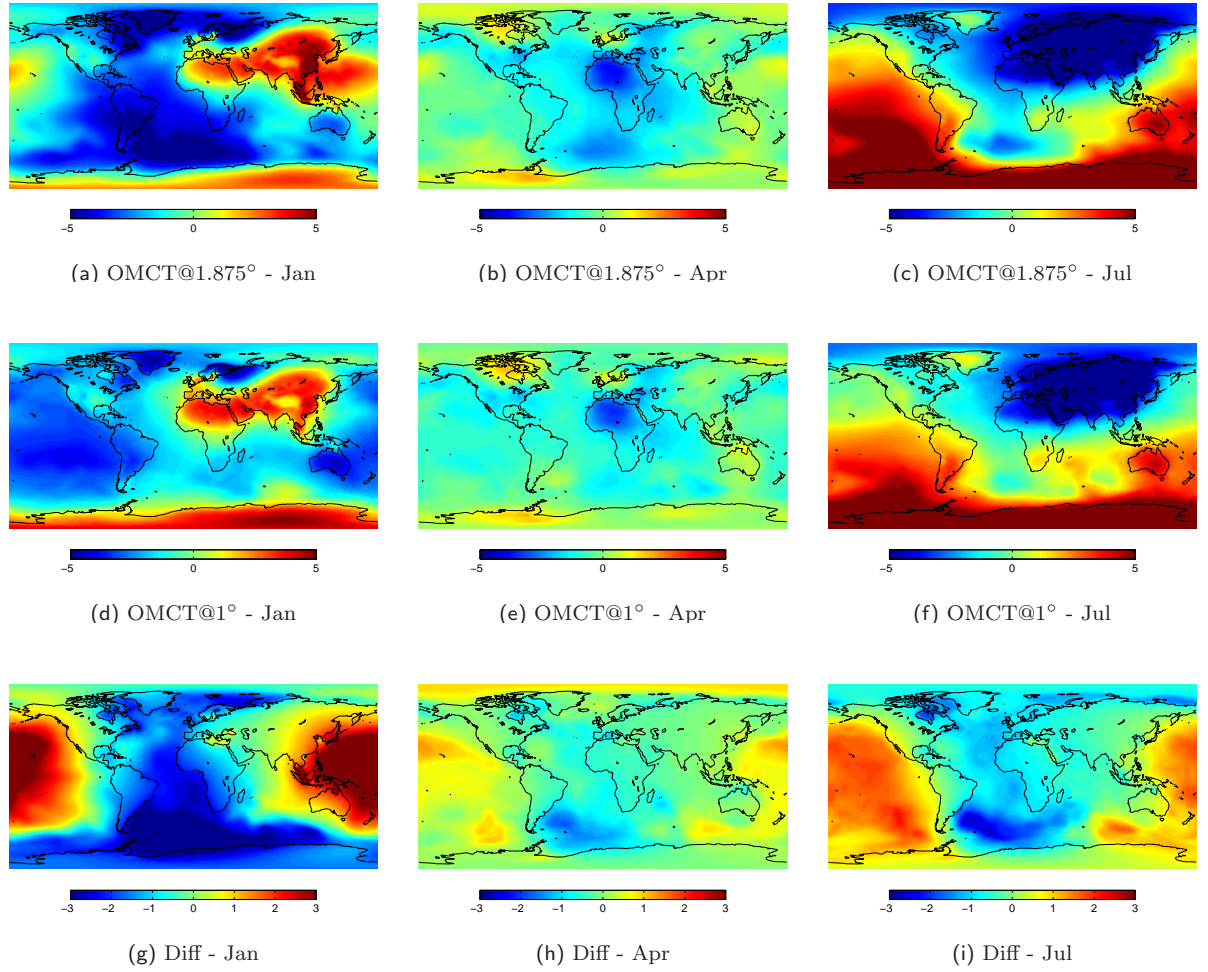 −5 0 5
−5 0 5
−5 0 5
(a) OMCT@1.875° - Jan
(b) OMCT@1.875° - Apr
(c) OMCT@1.875° - Jul
−5 0 5
−5 0 5
−5 0 5
(d) OMCT@1° - Jan
(e) OMCT@1° - Apr
(f) OMCT@1° - Jul
−3 −2 −1 0 1 2 3
−3 −2 −1 0 1 2 3
−3 −2 −1 0 1 2 3
(g) Diff - Jan
(h) Diff - Apr
(i) Diff - Jul